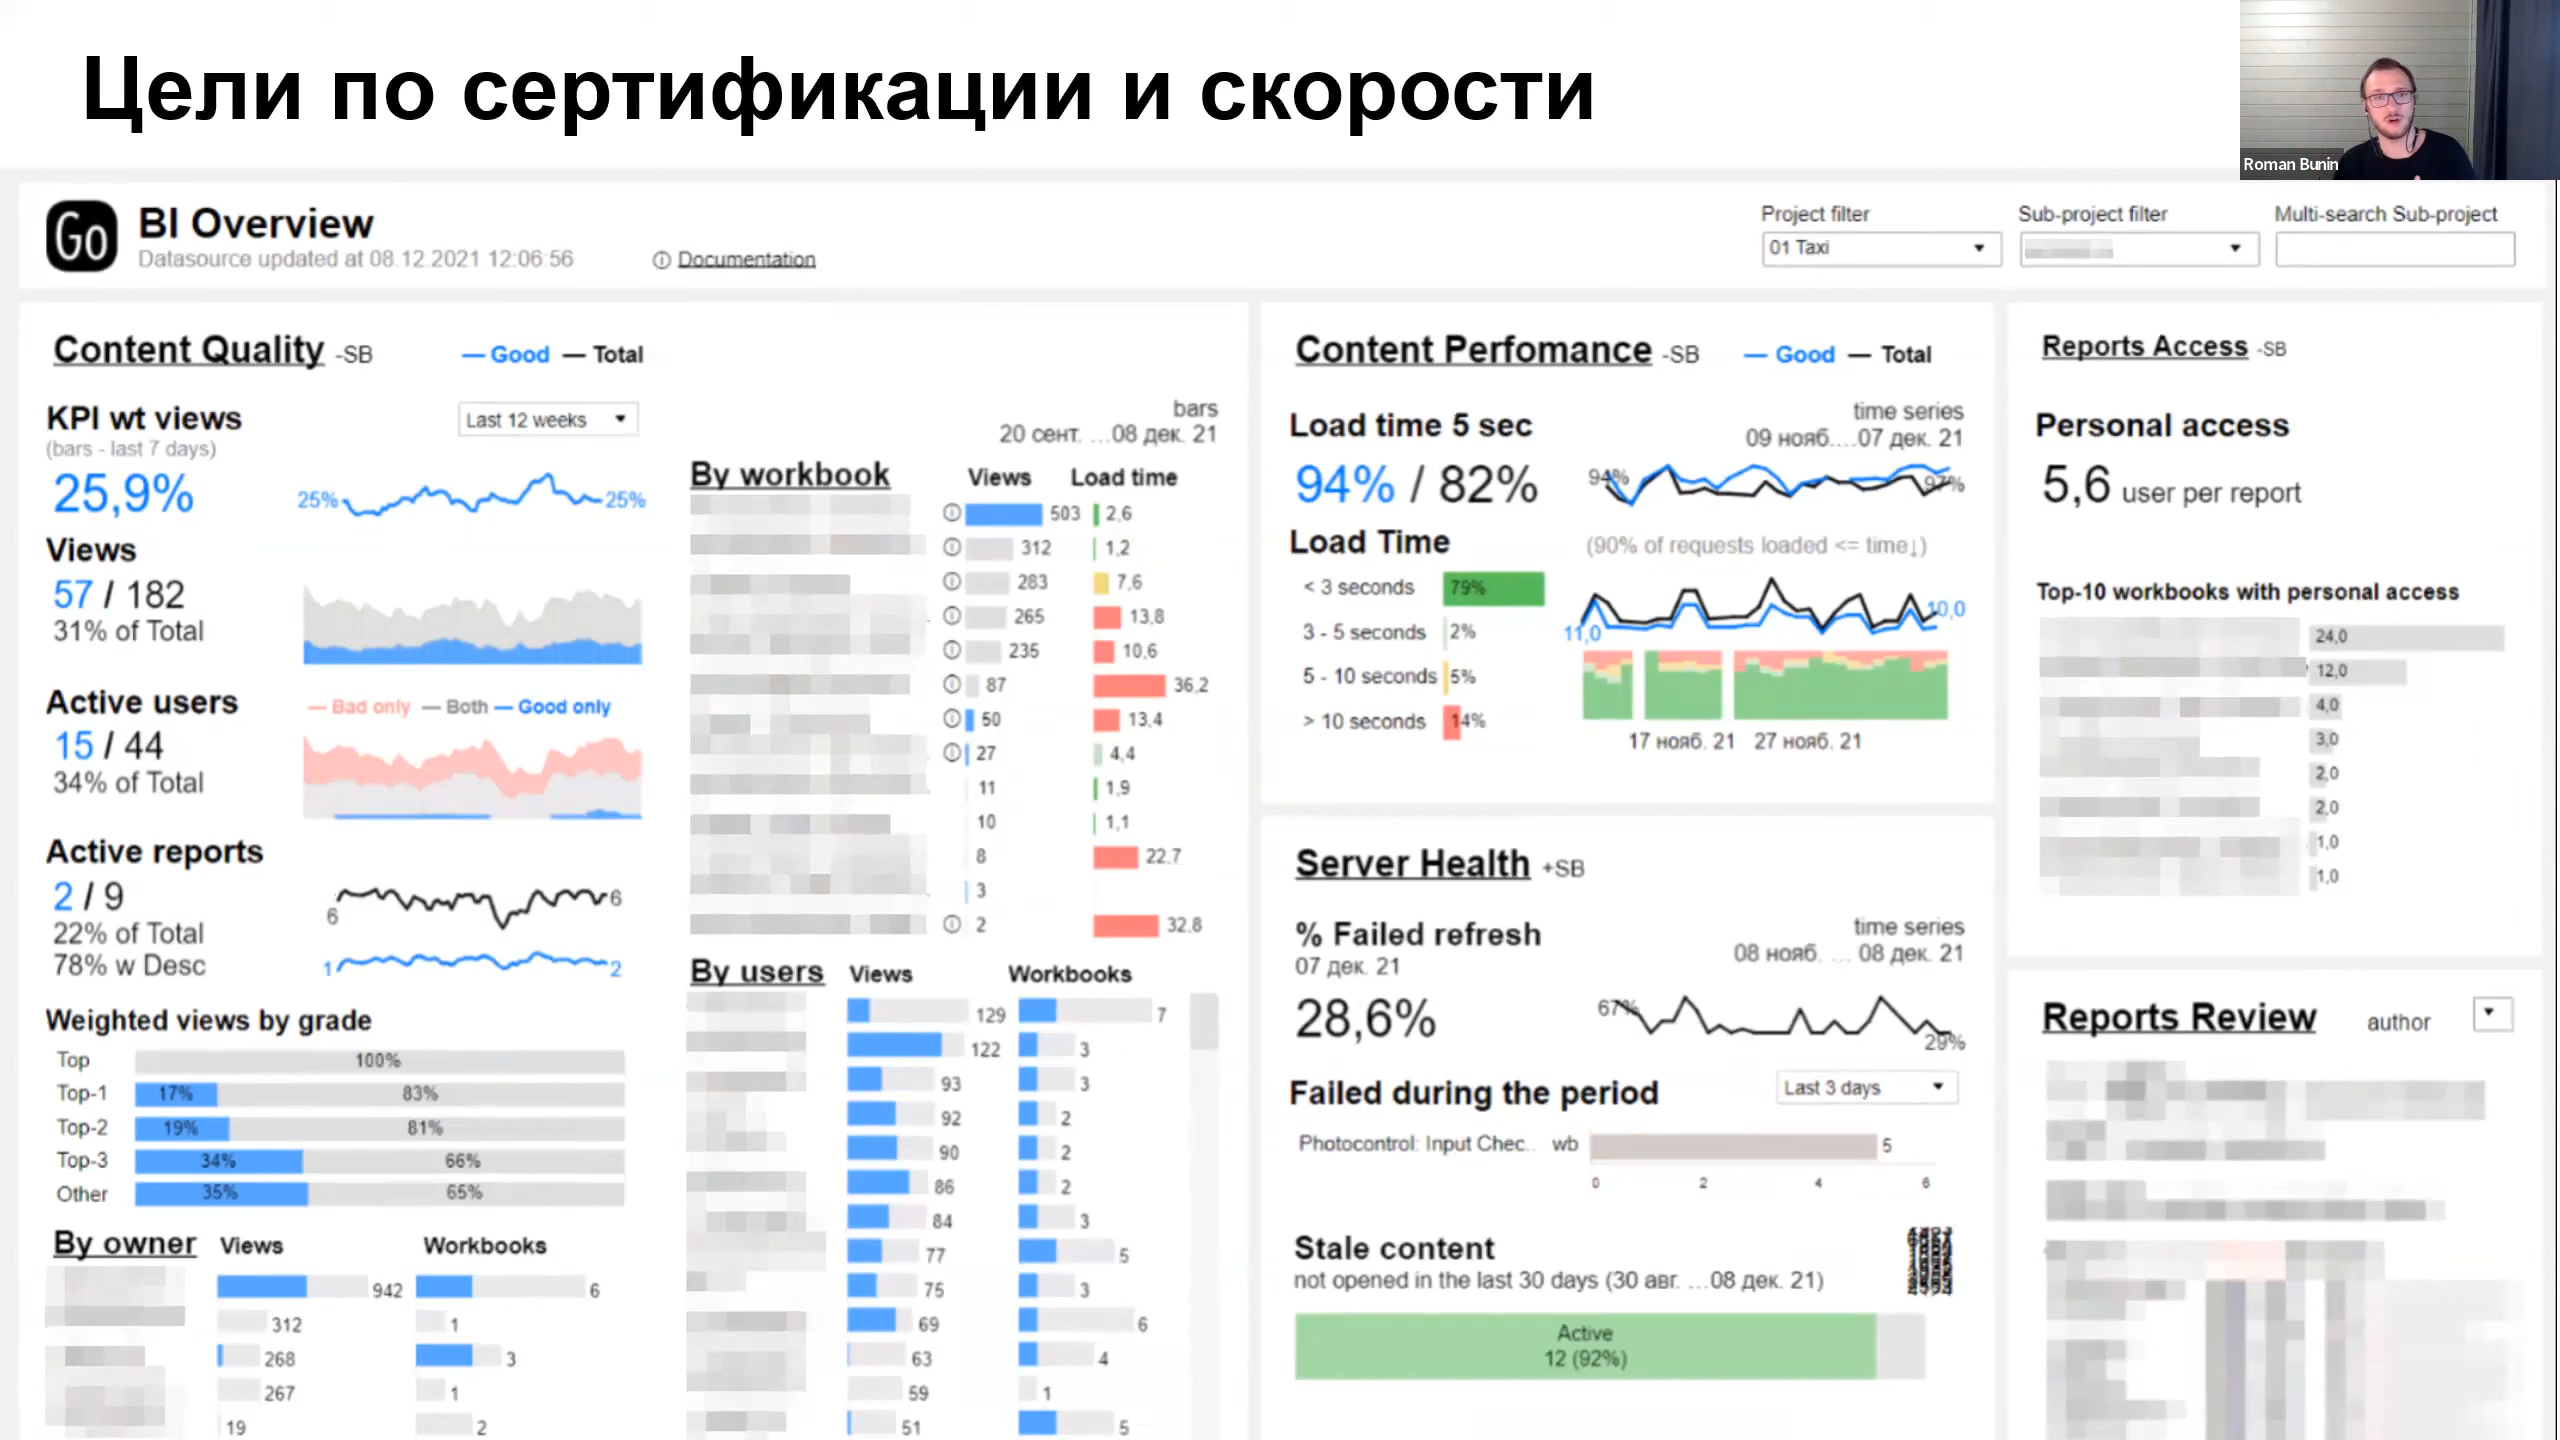 Цели по сертификации и скорости
Roman Bunin
Go
BI Overview
Datasource updated at 08.12.2021 12:06:56
Documentation
Project filter
01 Taxi
Sub-project filter
Multi-search Sub-project
Content Quality -SB
Good Total
KPI wt views
Last 12 weeks
(bars - last 7 days)
25,9%
25% 25%
Views
57 / 182
31% of Total
Active users
Bad only Both Good only
15 / 44
34% of Total
Active reports
2 / 9
22% of Total
78% w Desc
6 6
1 2
Weighted views by grade
Top 100%
Top-1 17% 83%
Top-2 19% 81%
Top-3 34% 66%
Other 35% 65%
By owner Views Workbooks
942 6
312 1
268 3
267 1
19 2
bars
20 сент. ...08 дек. 21
By workbook Views Load time
503 2,6
312 1,2
283 7,6
265 13,8
235 10,6
87 36,2
50 13,4
27 4,4
11 1,9
10 1,1
8 22,7
3
2 32,8
By users Views Workbooks
129 7
122 3
93 3
92 2
90 2
86 2
84 3
77 5
75 3
69 6
63 4
59 1
51 5
Content Perfomance -SB
Good Total
Load time 5 sec
time series
09 нояб....07 дек. 21
94% / 82%
94% 97%
Load Time
(90% of requests loaded <= time↓)
< 3 seconds 79%
3 - 5 seconds 2%
5 - 10 seconds 5%
> 10 seconds 14%
11,0 10,0
17 нояб. 21 27 нояб. 21
Server Health +SB
% Failed refresh
07 дек. 21
time series
08 нояб. ... 08 дек. 21
28,6%
67% 29%
Failed during the period
Last 3 days
Photocontrol: Input Chec.. wb 5
0 2 4 6
Stale content
not opened in the last 30 days (30 авг. ...08 дек. 21)
Active
12 (92%)
Reports Access -SB
Personal access
5,6 user per report
Top-10 workbooks with personal access
24,0
12,0
4,0
3,0
2,0
2,0
1,0
1,0
Reports Review
author